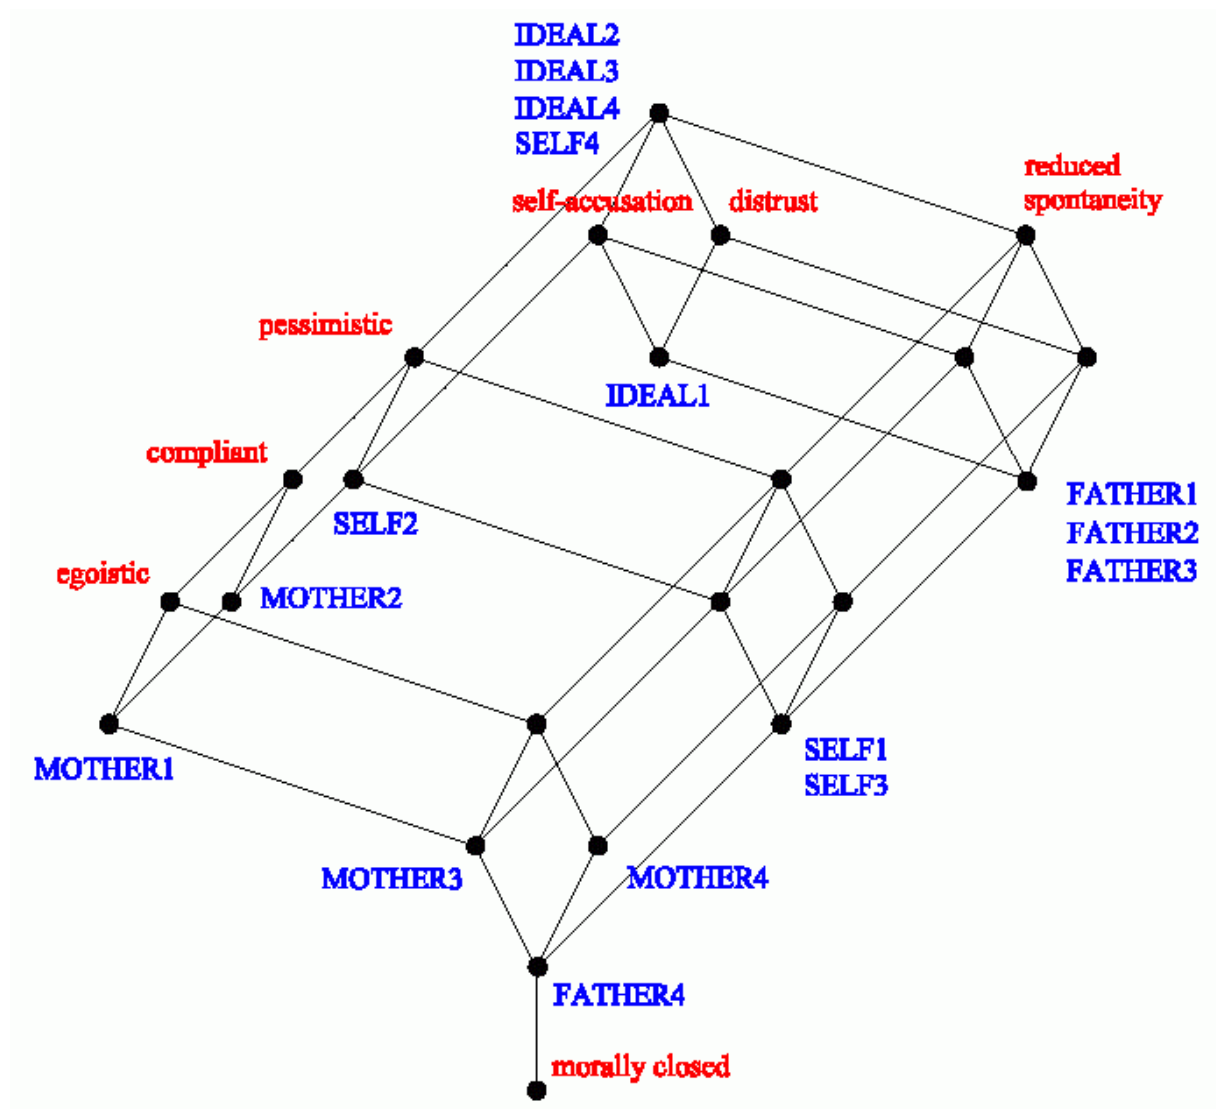 IDEAL2
IDEAL3
IDEAL4
SELF4
reduced
spontaneity
self-accusation
distrust
pessimistic
IDEAL1
compliant
SELF2
FATHER1
FATHER2
FATHER3
egoistic
MOTHER2
MOTHER1
SELF1
SELF3
MOTHER3
MOTHER4
FATHER4
morally closed